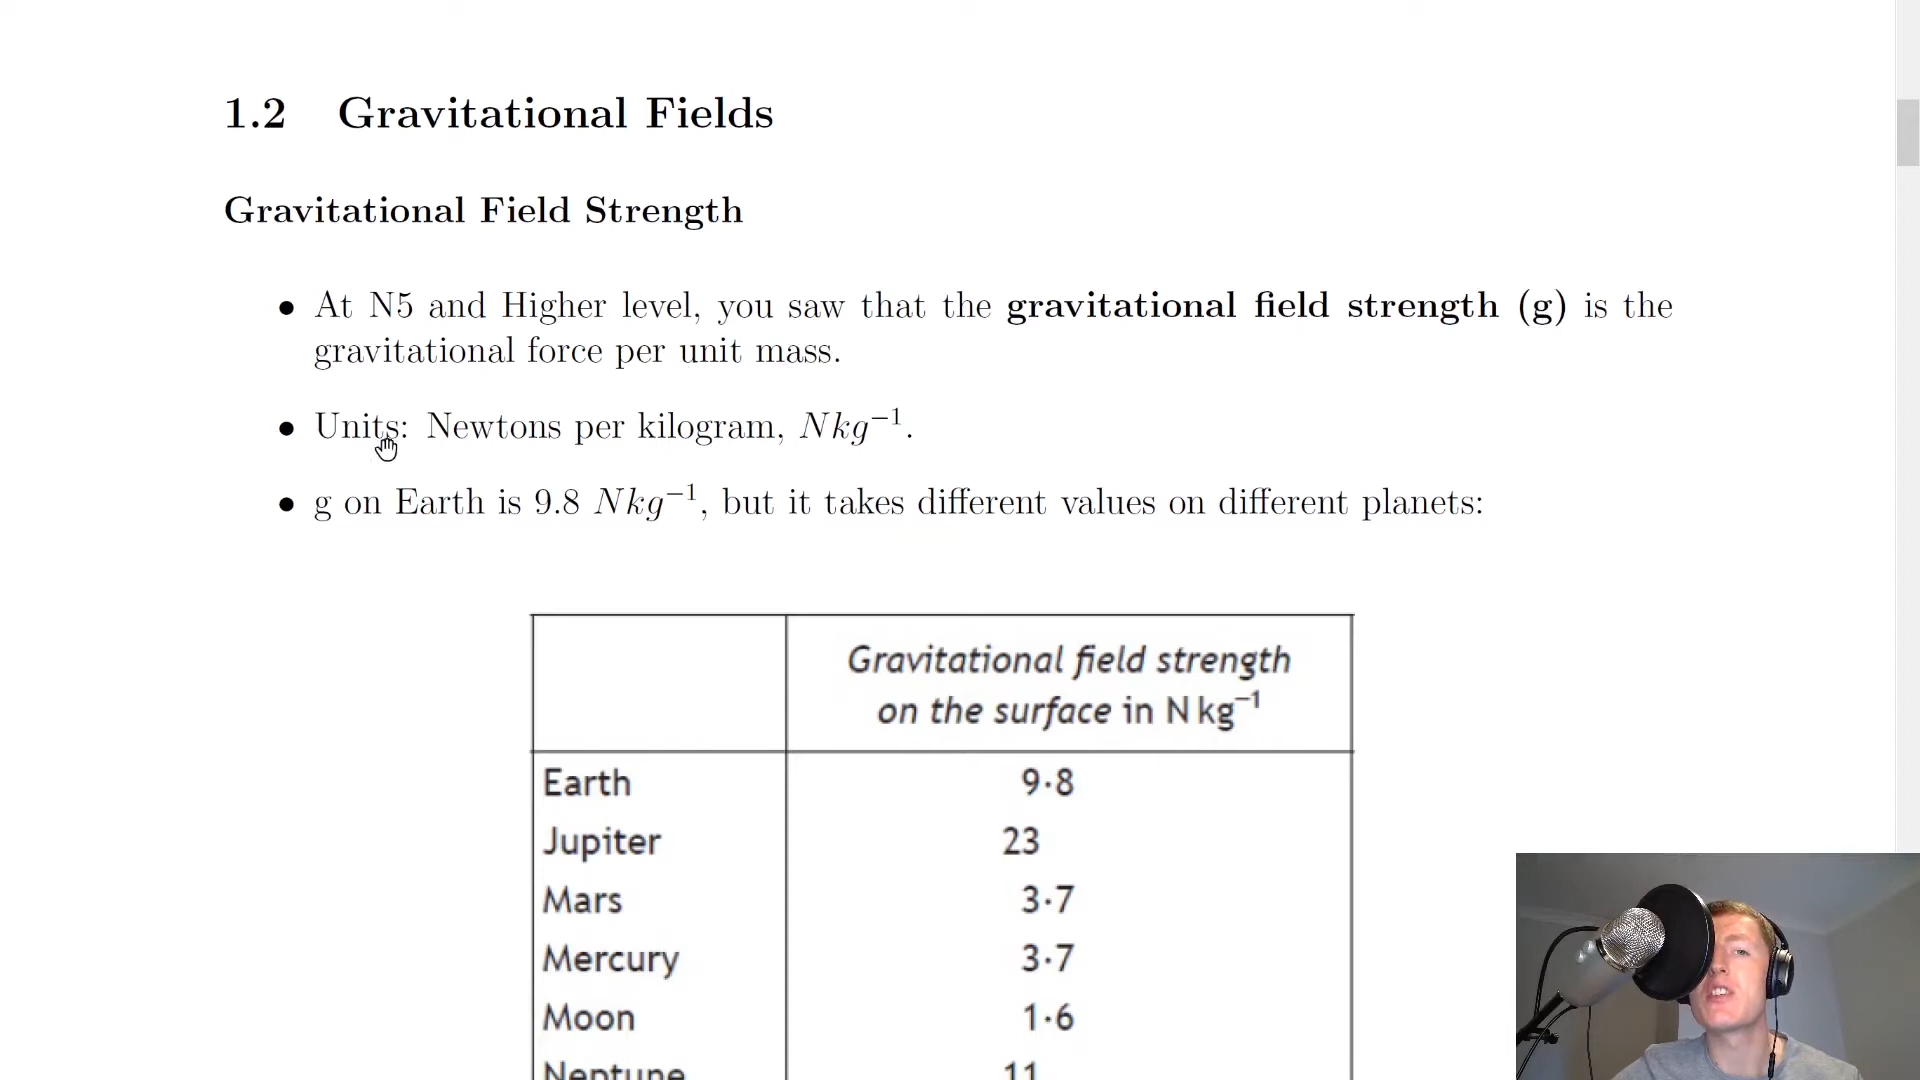 1.2 Gravitational Fields
Gravitational Field Strength
• At N5 and Higher level, you saw that the gravitational field strength (g) is the
gravitational force per unit mass.
• Units: Newtons per kilogram, Nkg⁻¹.
• g on Earth is 9.8 Nkg⁻¹, but it takes different values on different planets:
Gravitational field strength
on the surface in N kg⁻¹
Earth 9·8
Jupiter 23
Mars 3·7
Mercury 3·7
Moon 1·6
Neptune 11